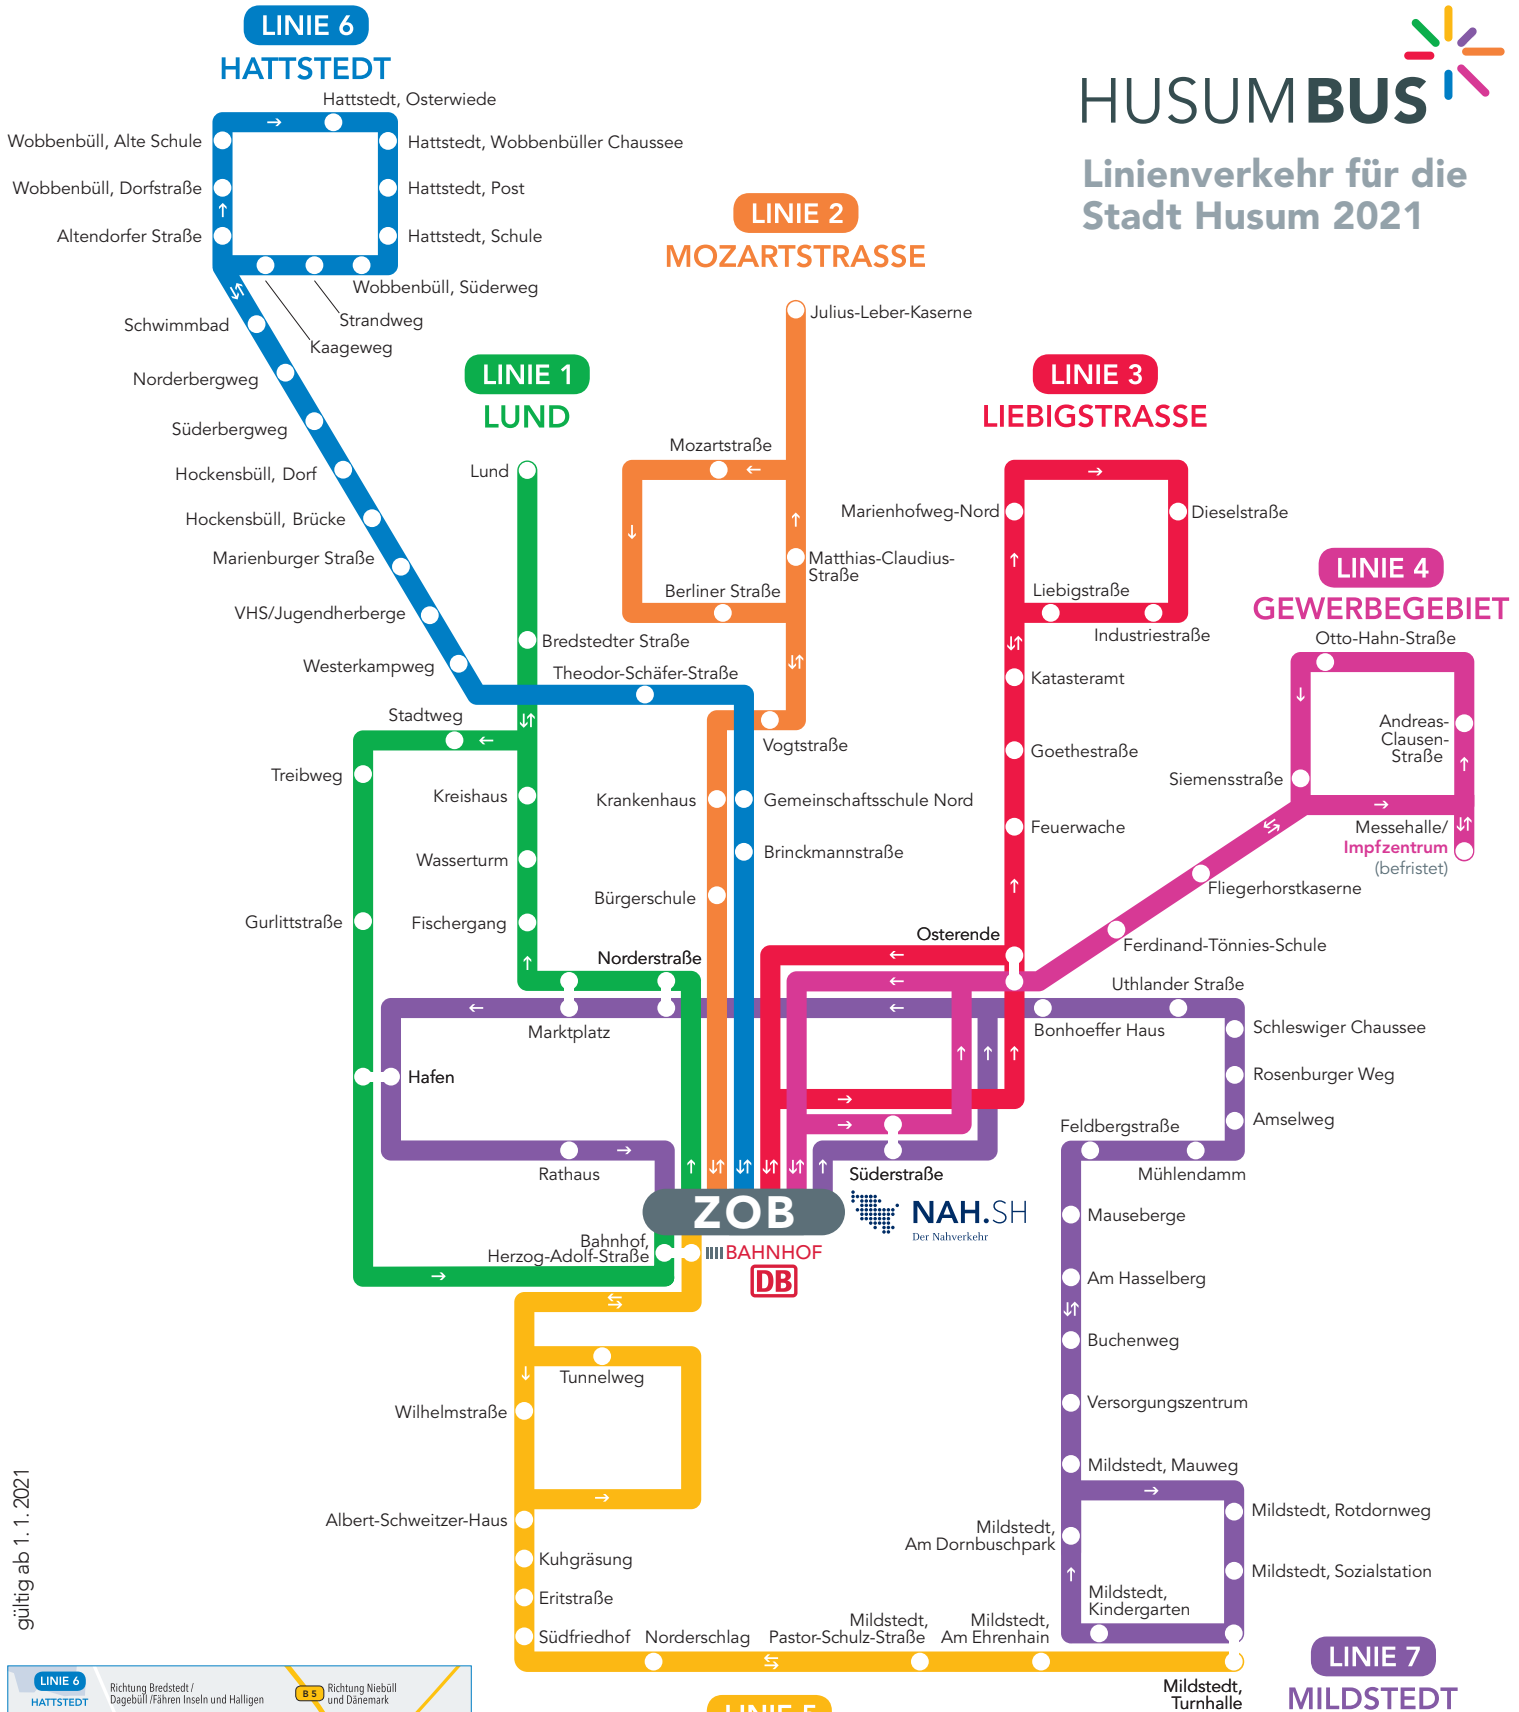 LINIE 6
HATTSTEDT
Hattstedt, Osterwiede
Wobbenbüll, Alte Schule
Hattstedt, Wobbenbüller Chaussee
Wobbenbüll, Dorfstraße
Hattstedt, Post
Altendorfer Straße
Hattstedt, Schule
Wobbenbüll, Süderweg
Strandweg
Kaageweg
Schwimmbad
Norderbergweg
Süderbergweg
Hockensbüll, Dorf
Hockensbüll, Brücke
Marienburger Straße
VHS/Jugendherberge
Westerkampweg
Theodor-Schäfer-Straße
HUSUMBUS
Linienverkehr für die
Stadt Husum 2021
LINIE 2
MOZARTSTRASSE
Julius-Leber-Kaserne
Mozartstraße
Matthias-Claudius-
Straße
Berliner Straße
Vogtstraße
Krankenhaus
Gemeinschaftsschule Nord
Brinckmannstraße
Bürgerschule
LINIE 1
LUND
Lund
Bredstedter Straße
Stadtweg
Treibweg
Kreishaus
Wasserturm
Gurlittstraße
Fischergang
Norderstraße
Marktplatz
Hafen
Rathaus
LINIE 3
LIEBIGSTRASSE
Marienhofweg-Nord
Dieselstraße
Liebigstraße
Industriestraße
Katasteramt
Goethestraße
Feuerwache
Osterende
LINIE 4
GEWERBEGEBIET
Otto-Hahn-Straße
Andreas-
Clausen-
Straße
Siemensstraße
Messehalle/
Impfzentrum
(befristet)
Fliegerhorstkaserne
Ferdinand-Tönnies-Schule
Uthlander Straße
Bonhoeffer Haus
Schleswiger Chaussee
Rosenburger Weg
Amselweg
Feldbergstraße
Mühlendamm
Süderstraße
ZOB
NAH.SH
Der Nahverkehr
Bahnhof,
Herzog-Adolf-Straße
BAHNHOF
DB
Mauseberge
Am Hasselberg
Buchenweg
Versorgungszentrum
Mildstedt, Mauweg
Mildstedt, Rotdornweg
Mildstedt,
Am Dornbuschpark
Mildstedt, Sozialstation
Mildstedt,
Kindergarten
Tunnelweg
Wilhelmstraße
Albert-Schweitzer-Haus
Kuhgräsung
Eritstraße
Südfriedhof
Norderschlag
Mildstedt,
Pastor-Schulz-Straße
Mildstedt,
Am Ehrenhain
Mildstedt,
Turnhalle
LINIE 7
MILDSTEDT
LINIE 5
gültig ab 1. 1. 2021
LINIE 6
HATTSTEDT
Richtung Bredstedt /
Dagebüll /Fähren Inseln und Halligen
B 5
Richtung Niebüll
und Dänemark